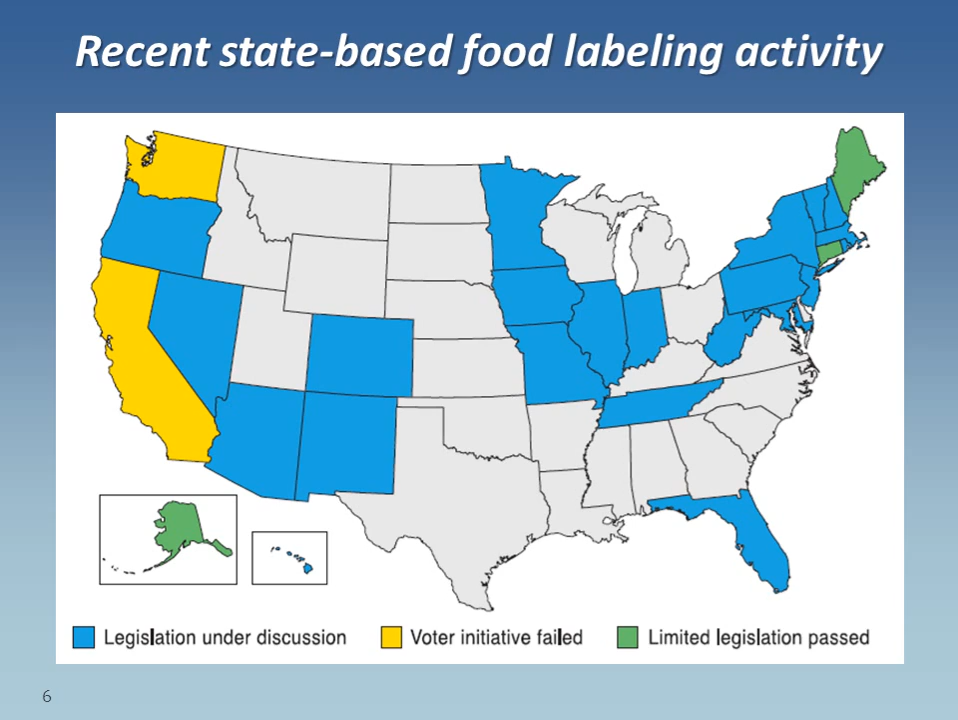 Recent state-based food labeling activity
Legislation under discussion
Voter initiative failed
Limited legislation passed
6